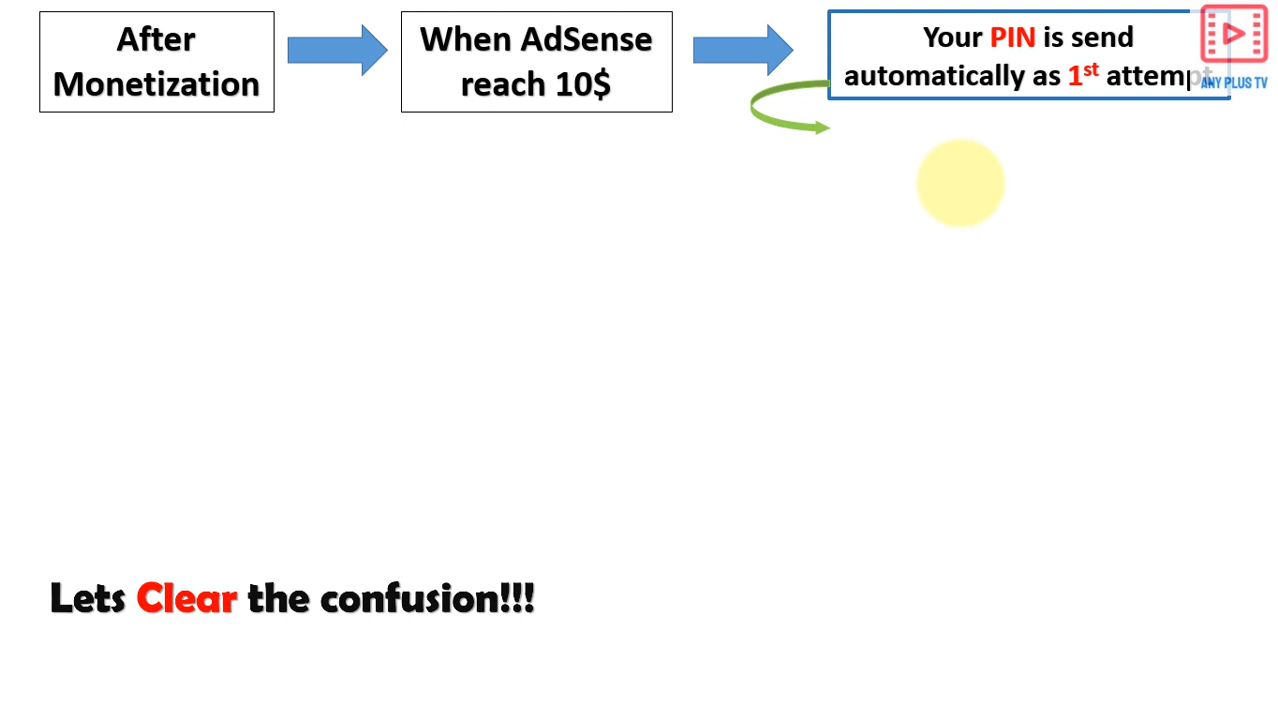 After
Monetization
When AdSense
reach 10$
Your PIN is send
automatically as 1st attempt
ANY PLUS TV
Lets Clear the confusion!!!